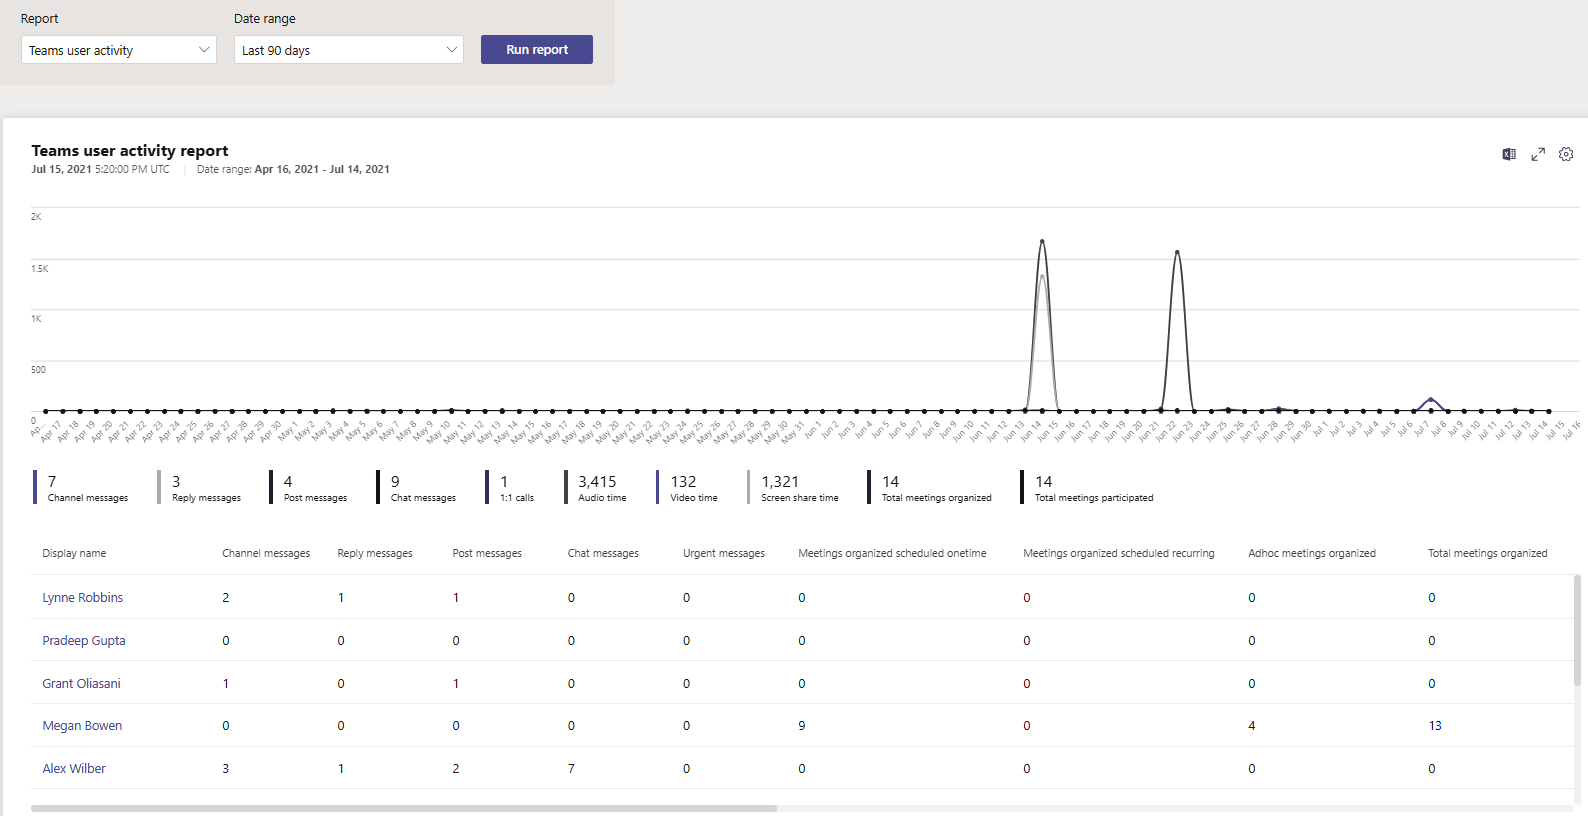 Report Date range
Teams user activity Last 90 days Run report
Teams user activity report
Jul 15, 2021 5:20:00 PM UTC | Date range: Apr 16, 2021 - Jul 14, 2021
2K
1.5K
1K
500
0
Ap... Apr 17 Apr 18 Apr 19 Apr 20 Apr 21 Apr 22 Apr 23 Apr 24 Apr 25 Apr 26 Apr 27 Apr 28 Apr 29 Apr 30 May 1 May 2 May 3 May 4 May 5 May 6 May 7 May 8 May 9 May 10 May 11 May 12 May 13 May 14 May 15 May 16 May 17 May 18 May 19 May 20 May 21 May 22 May 23 May 24 May 25 May 26 May 27 May 28 May 29 May 30 May 31 Jun 1 Jun 2 Jun 3 Jun 4 Jun 5 Jun 6 Jun 7 Jun 8 Jun 9 Jun 10 Jun 11 Jun 12 Jun 13 Jun 14 Jun 15 Jun 16 Jun 17 Jun 18 Jun 19 Jun 20 Jun 21 Jun 22 Jun 23 Jun 24 Jun 25 Jun 26 Jun 27 Jun 28 Jun 29 Jun 30 Jul 1 Jul 2 Jul 3 Jul 4 Jul 5 Jul 6 Jul 7 Jul 8 Jul 9 Jul 10 Jul 11 Jul 12 Jul 13 Jul 14 Jul 15 Jul 16
7 3 4 9 1 3,415 132 1,321 14 14
Channel messages Reply messages Post messages Chat messages 1:1 calls Audio time Video time Screen share time Total meetings organized Total meetings participated
Display name Channel messages Reply messages Post messages Chat messages Urgent messages Meetings organized scheduled onetime Meetings organized scheduled recurring Adhoc meetings organized Total meetings organized
Lynne Robbins 2 1 1 0 0 0 0 0 0
Pradeep Gupta 0 0 0 0 0 0 0 0 0
Grant Oliasani 1 0 1 0 0 0 0 0 0
Megan Bowen 0 0 0 0 0 9 0 4 13
Alex Wilber 3 1 2 7 0 0 0 0 0